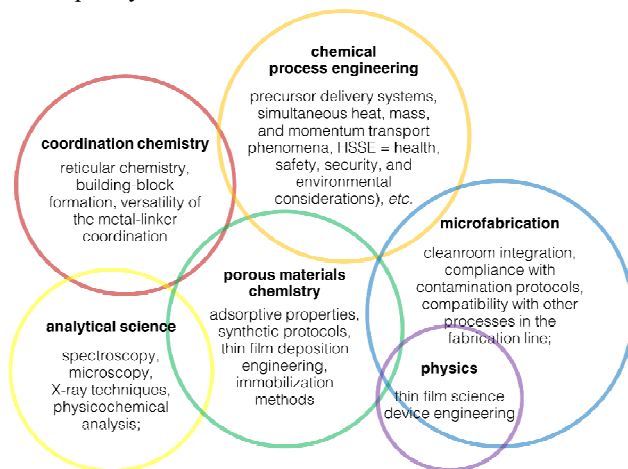 chemical
process engineering
precursor delivery systems,
simultaneous heat, mass,
and momentum transport
phenomena, HSSE = health,
safety, security, and
environmental
considerations), etc.
coordination chemistry
reticular chemistry,
building-block
formation, versatility of
the metal-linker
coordination
microfabrication
cleanroom integration,
compliance with
contamination protocols,
compatibility with other
processes in the
fabrication line;
porous materials
chemistry
adsorptive properties,
synthetic protocols,
thin film deposition
engineering,
immobilization
methods
analytical science
spectroscopy,
microscopy,
X-ray techniques,
physicochemical
analysis;
physics
thin film science
device engineering